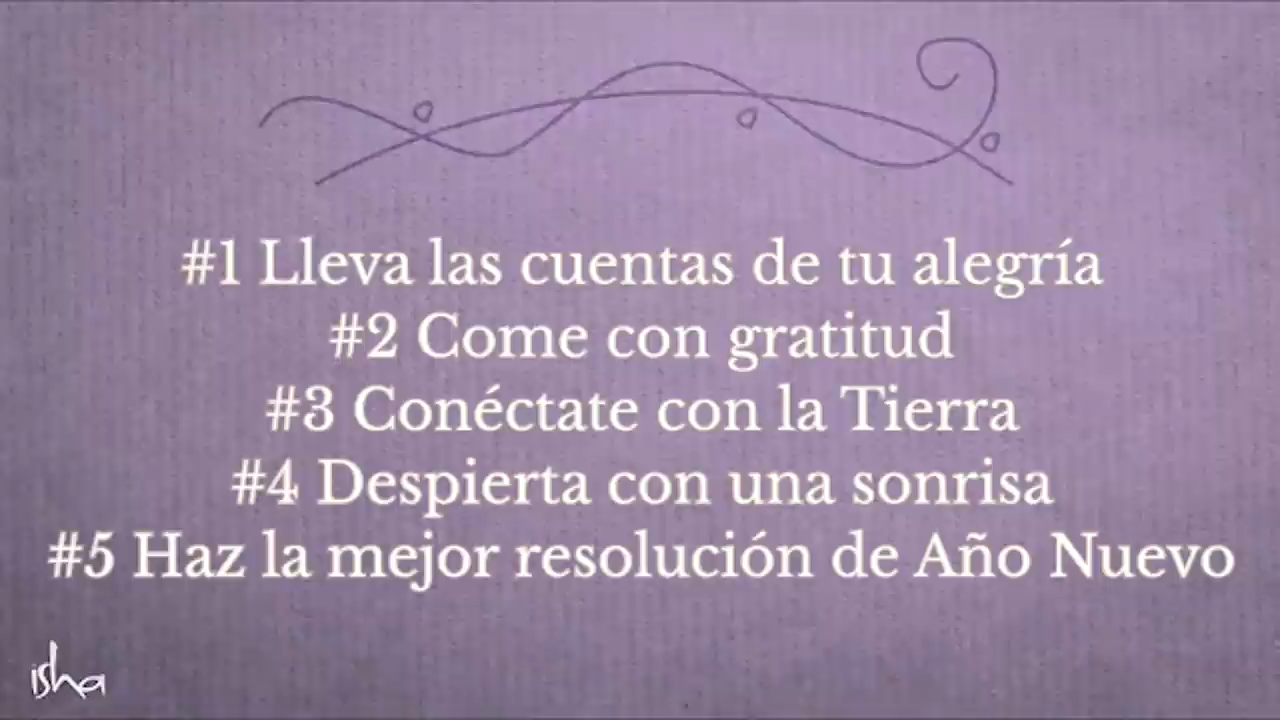 #1 Lleva las cuentas de tu alegría
#2 Come con gratitud
#3 Conéctate con la Tierra
#4 Despierta con una sonrisa
#5 Haz la mejor resolución de Año Nuevo
isha